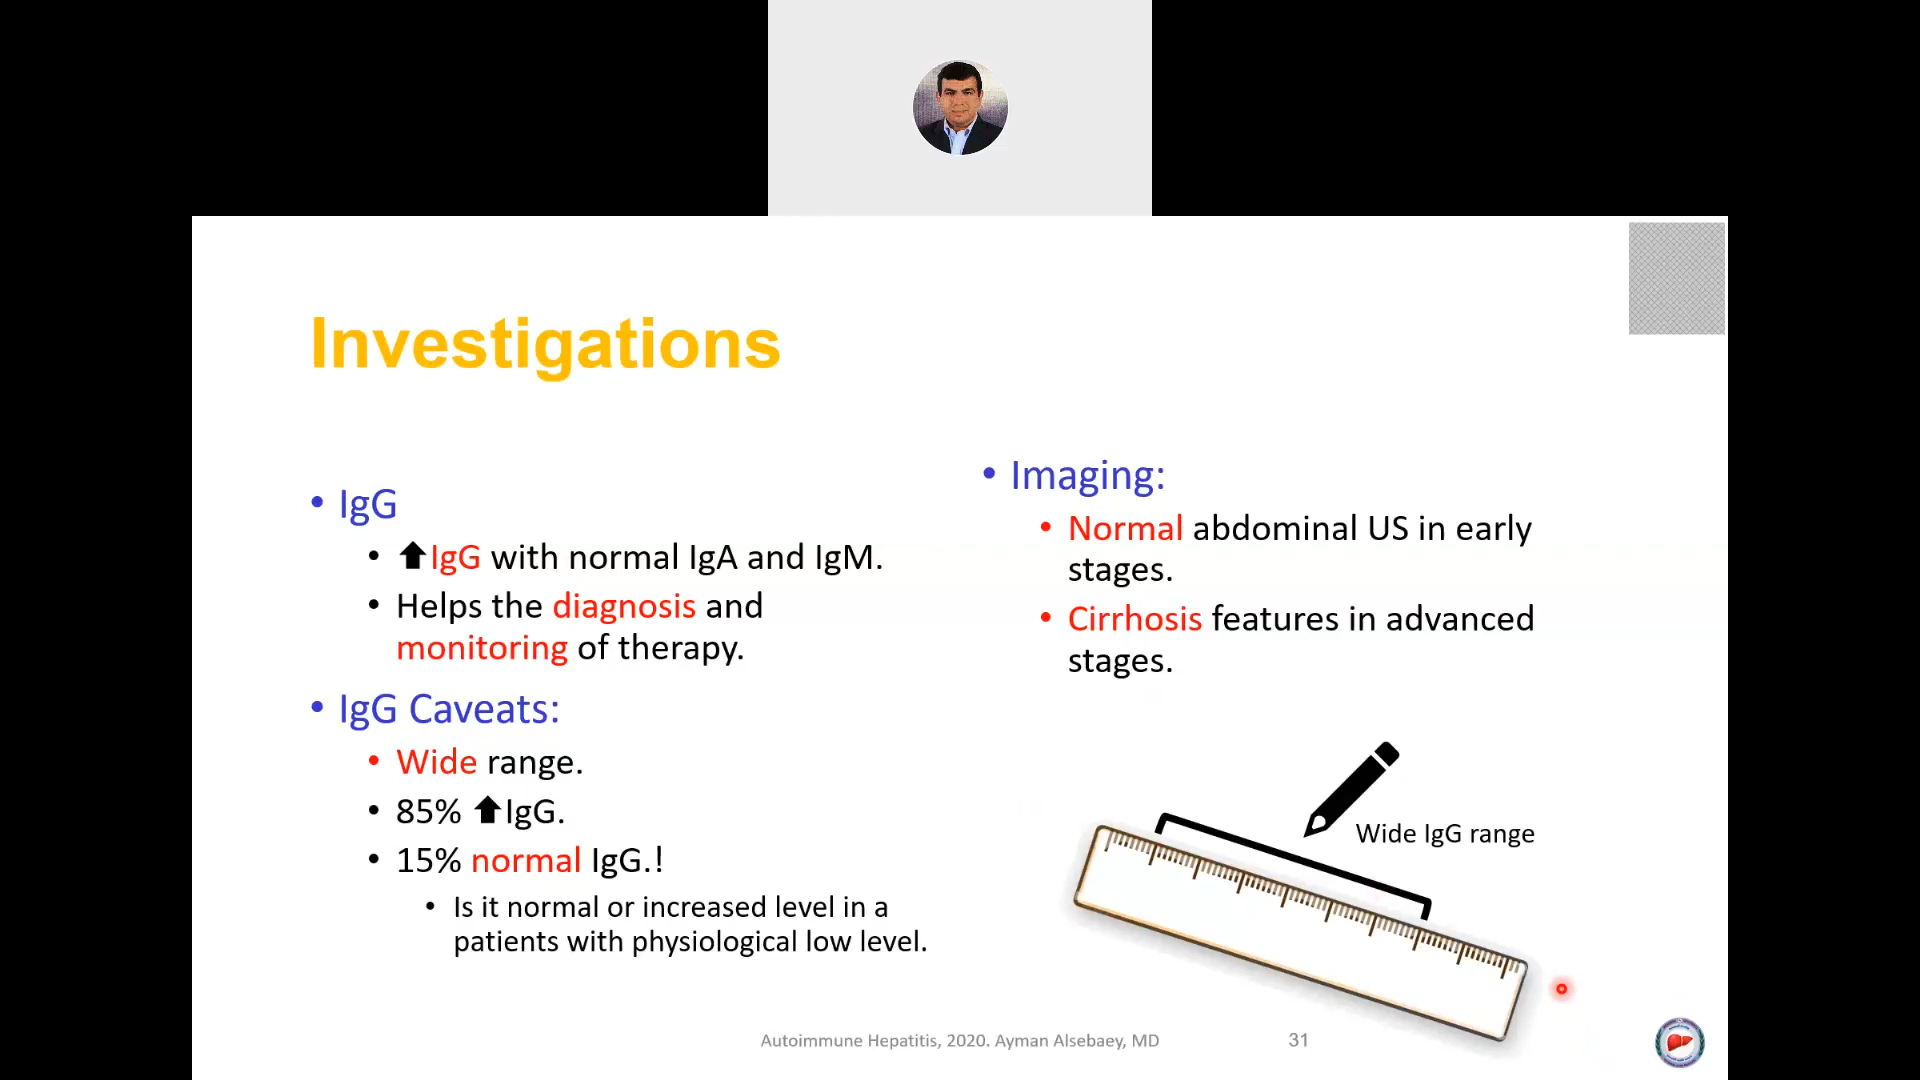 Investigations
• IgG
• ⬆IgG with normal IgA and IgM.
• Helps the diagnosis and
monitoring of therapy.
• IgG Caveats:
• Wide range.
• 85% ⬆IgG.
• 15% normal IgG.!
• Is it normal or increased level in a
patients with physiological low level.
• Imaging:
• Normal abdominal US in early
stages.
• Cirrhosis features in advanced
stages.
Wide IgG range
Autoimmune Hepatitis, 2020. Ayman Alsebaey, MD
31